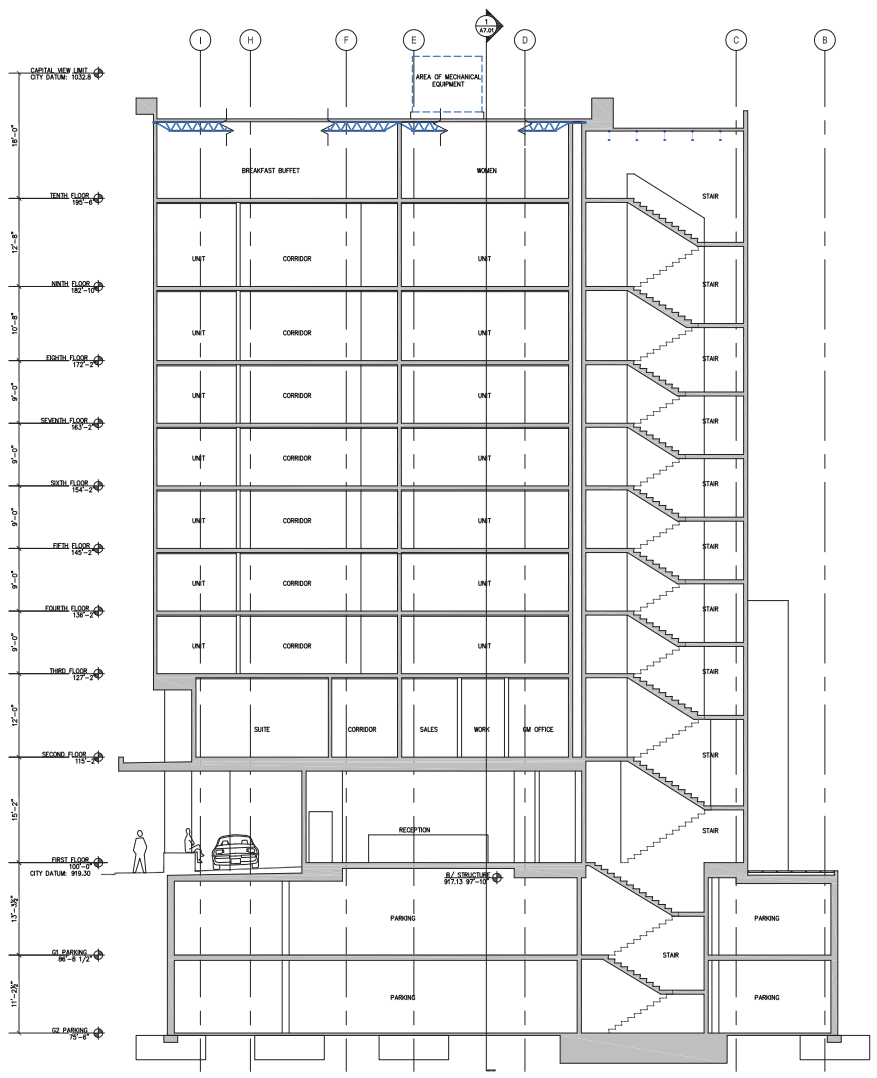 1
A7.01
I
H
F
E
D
C
B
CAPITAL VIEW LIMIT
CITY DATUM: 1032.8
AREA OF MECHANICAL
EQUIPMENT
18'-0"
BREAKFAST BUFFET
WOMEN
STAIR
TENTH FLOOR
195'-6"
12'-8"
UNIT
CORRIDOR
UNIT
STAIR
NINTH FLOOR
182'-10"
10'-8"
UNIT
CORRIDOR
UNIT
STAIR
EIGHTH FLOOR
172'-2"
9'-0"
UNIT
CORRIDOR
UNIT
STAIR
SEVENTH FLOOR
163'-2"
9'-0"
UNIT
CORRIDOR
UNIT
STAIR
SIXTH FLOOR
154'-2"
9'-0"
UNIT
CORRIDOR
UNIT
STAIR
FIFTH FLOOR
145'-2"
9'-0"
UNIT
CORRIDOR
UNIT
STAIR
FOURTH FLOOR
136'-2"
9'-0"
UNIT
CORRIDOR
UNIT
STAIR
THIRD FLOOR
127'-2"
12'-0"
SUITE
CORRIDOR
SALES
WORK
GM OFFICE
STAIR
SECOND FLOOR
115'-2"
15'-2"
RECEPTION
STAIR
FIRST FLOOR
100'-0"
CITY DATUM: 919.30
B/ STRUCTURE
917.13 97'-10"
13'-3½"
PARKING
PARKING
G1 PARKING
86'-8 1/2"
STAIR
11'-2½"
PARKING
PARKING
G2 PARKING
75'-6"